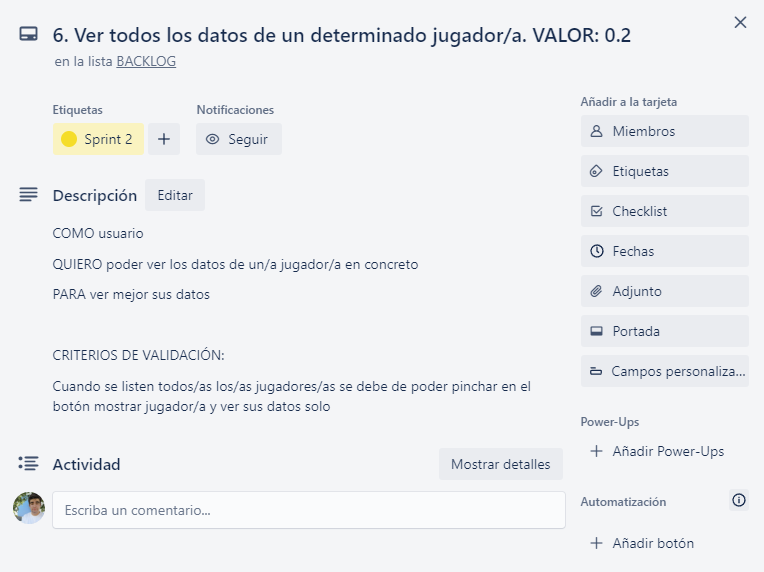 6. Ver todos los datos de un determinado jugador/a. VALOR: 0.2
en la lista BACKLOG
Etiquetas
Sprint 2
Notificaciones
Seguir
Descripción
Editar
COMO usuario
QUIERO poder ver los datos de un/a jugador/a en concreto
PARA ver mejor sus datos
CRITERIOS DE VALIDACIÓN:
Cuando se listen todos/as los/as jugadores/as se debe de poder pinchar en el
botón mostrar jugador/a y ver sus datos solo
Actividad
Mostrar detalles
Escriba un comentario...
Añadir a la tarjeta
Miembros
Etiquetas
Checklist
Fechas
Adjunto
Portada
Campos personaliza...
Power-Ups
+ Añadir Power-Ups
Automatización
+ Añadir botón